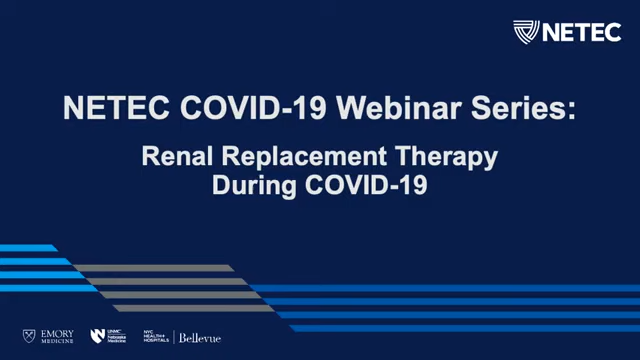 NETEC
NETEC COVID-19 Webinar Series:
Renal Replacement Therapy
During COVID-19
EMORY
MEDICINE
UNMC
Nebraska
Medicine
NYC
HEALTH+
HOSPITALS
Bellevue